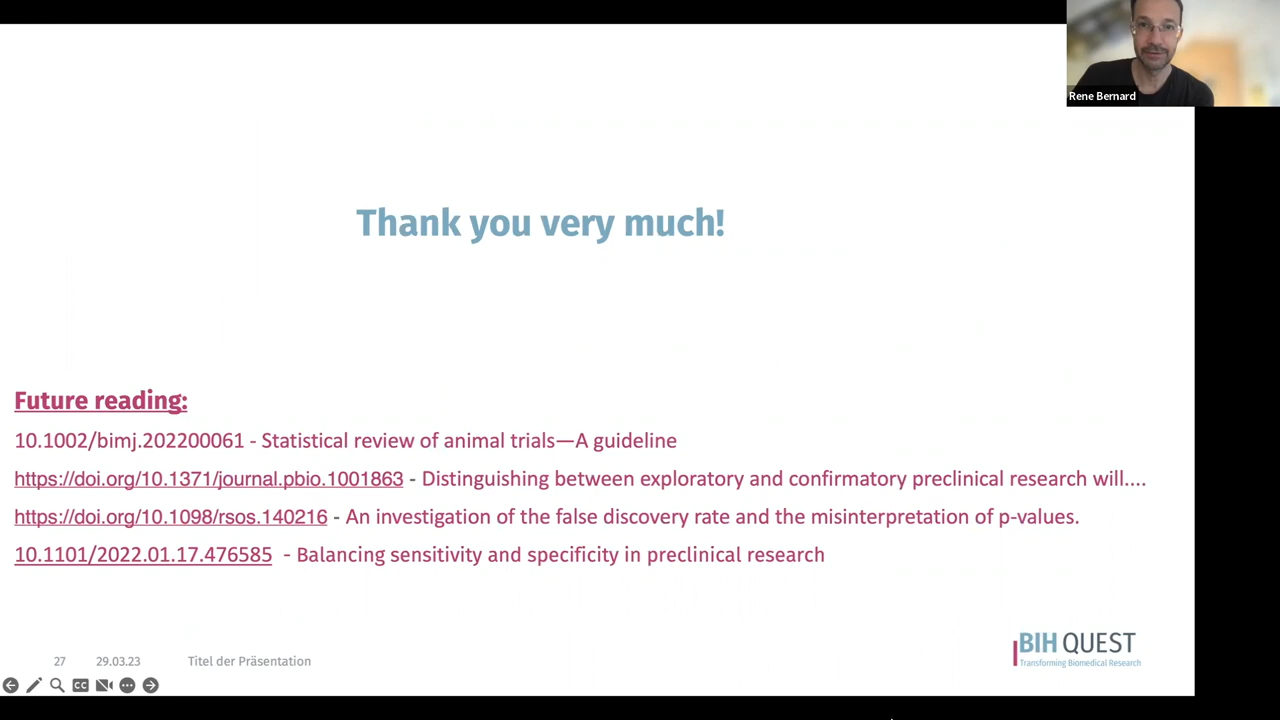 Rene Bernard
Thank you very much!
Future reading:
10.1002/bimj.202200061 - Statistical review of animal trials—A guideline
https://doi.org/10.1371/journal.pbio.1001863 - Distinguishing between exploratory and confirmatory preclinical research will....
https://doi.org/10.1098/rsos.140216 - An investigation of the false discovery rate and the misinterpretation of p-values.
10.1101/2022.01.17.476585 - Balancing sensitivity and specificity in preclinical research
BIH QUEST
Transforming Biomedical Research
27 29.03.23 Titel der Präsentation
CC